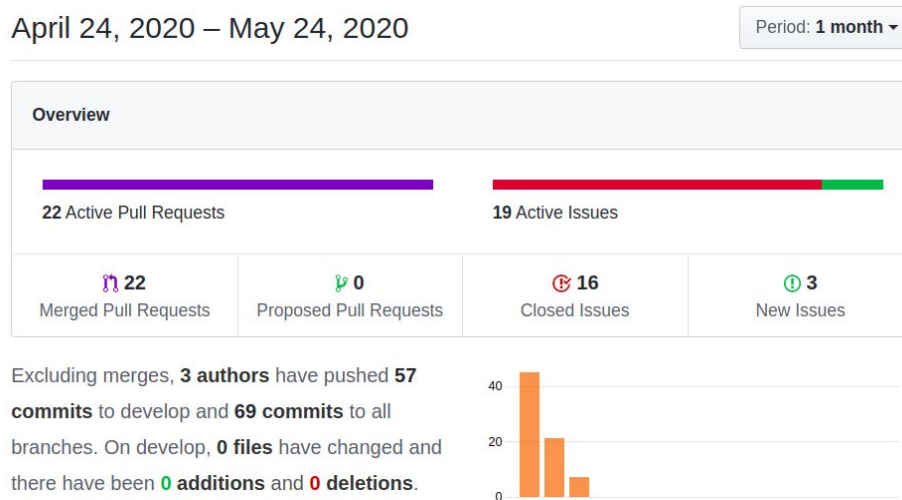 April 24, 2020 – May 24, 2020
Period: 1 month
Overview
22 Active Pull Requests
19 Active Issues
22
Merged Pull Requests
0
Proposed Pull Requests
16
Closed Issues
3
New Issues
Excluding merges, 3 authors have pushed 57
commits to develop and 69 commits to all
branches. On develop, 0 files have changed and
there have been 0 additions and 0 deletions.
40
20
0